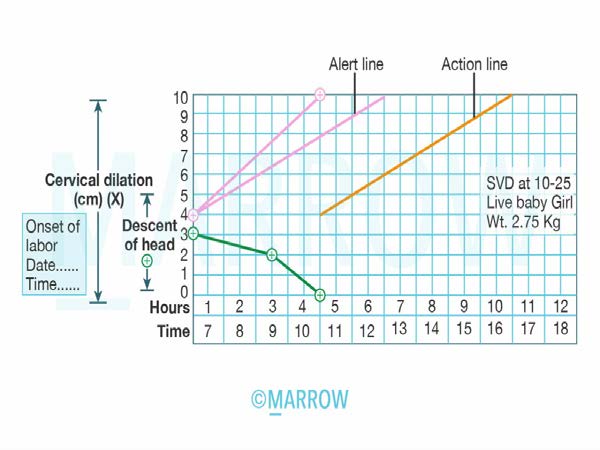 Alert line
Action line
10
9
8
7
6
5
4
3
2
1
0
Cervical dilation
(cm) (X)
Descent
of head
Onset of
labor
Date......
Time......
SVD at 10-25
Live baby Girl
Wt. 2.75 Kg
Hours 1 2 3 4 5 6 7 8 9 10 11 12
Time 7 8 9 10 11 12 13 14 15 16 17 18
©MARROW